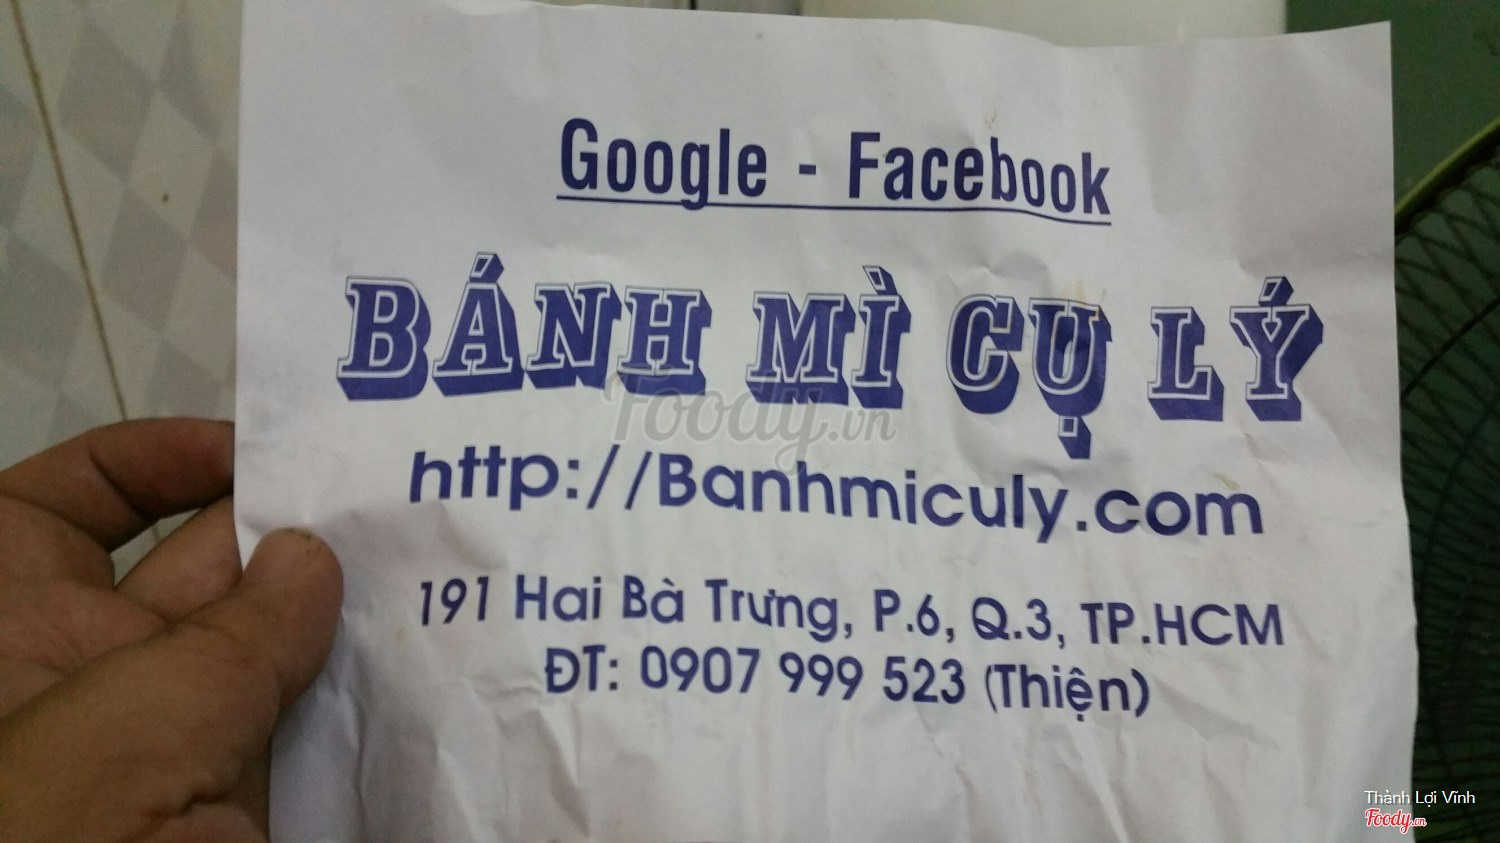 Google - Facebook
BÁNH MÌ CỤ LÝ
Foody.vn
http://Banhmiculy.com
191 Hai Bà Trưng, P.6, Q.3, TP.HCM
ĐT: 0907 999 523 (Thiện)
Thành Lợi Vĩnh
Foody.vn